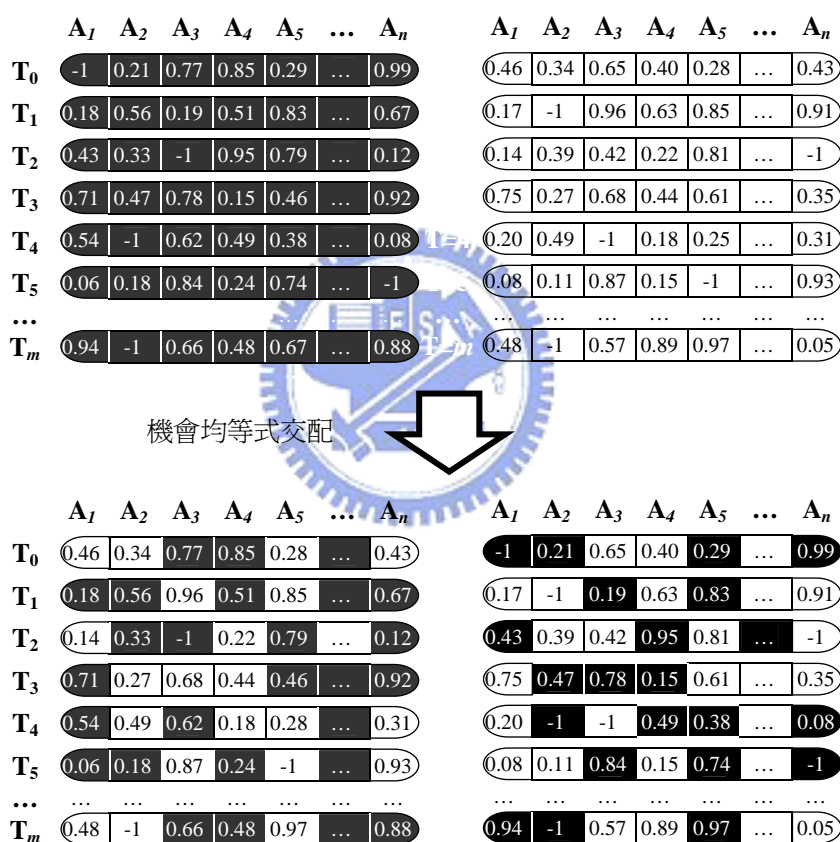 A1 A2 A3 A4 A5 … An A1 A2 A3 A4 A5 … An
T0 -1 0.21 0.77 0.85 0.29 … 0.99 0.46 0.34 0.65 0.40 0.28 … 0.43
T1 0.18 0.56 0.19 0.51 0.83 … 0.67 0.17 -1 0.96 0.63 0.85 … 0.91
T2 0.43 0.33 -1 0.95 0.79 … 0.12 0.14 0.39 0.42 0.22 0.81 … -1
T3 0.71 0.47 0.78 0.15 0.46 … 0.92 0.75 0.27 0.68 0.44 0.61 … 0.35
T4 0.54 -1 0.62 0.49 0.38 … 0.08 0.20 0.49 -1 0.18 0.25 … 0.31
T5 0.06 0.18 0.84 0.24 0.74 … -1 0.08 0.11 0.87 0.15 -1 … 0.93
… … … … … … … …
Tm 0.94 -1 0.66 0.48 0.67 … 0.88 T=m 0.48 -1 0.57 0.89 0.97 … 0.05
機會均等式交配
A1 A2 A3 A4 A5 … An A1 A2 A3 A4 A5 … An
T0 0.46 0.34 0.77 0.85 0.28 … 0.43 -1 0.21 0.65 0.40 0.29 … 0.99
T1 0.18 0.56 0.96 0.51 0.85 … 0.67 0.17 -1 0.19 0.63 0.83 … 0.91
T2 0.14 0.33 -1 0.22 0.79 … 0.12 0.43 0.39 0.42 0.95 0.81 … -1
T3 0.71 0.27 0.68 0.44 0.46 … 0.92 0.75 0.47 0.78 0.15 0.61 … 0.35
T4 0.54 0.49 0.62 0.18 0.28 … 0.31 0.20 -1 -1 0.49 0.38 … 0.08
T5 0.06 0.18 0.87 0.24 -1 … 0.93 0.08 0.11 0.84 0.15 0.74 … -1
… … … … … … … … … … … … … … …
Tm 0.48 -1 0.66 0.48 0.97 … 0.88 0.94 -1 0.57 0.89 0.97 … 0.05